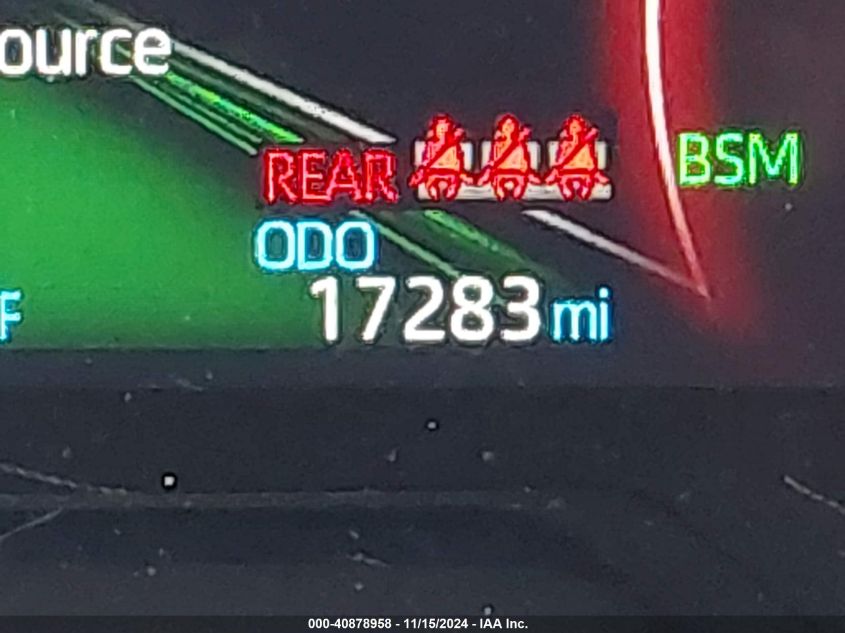 ource
REAR
BSM
ODO
17283 mi
F
000-40878958 - 11/15/2024 - IAA Inc.